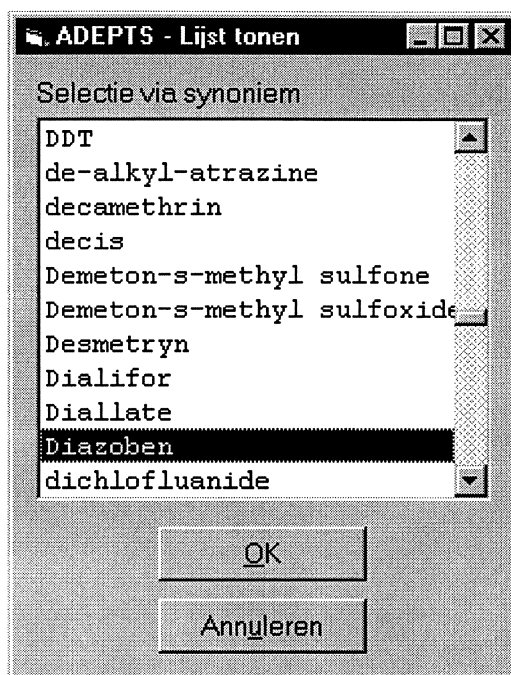 ADEPTS - Lijst tonen
Selectie via synoniem
DDT
de-alkyl-atrazine
decamethrin
decis
Demeton-s-methyl sulfone
Demeton-s-methyl sulfoxide
Desmetryn
Dialifor
Diallate
Diazoben
dichlofluanide
OK
Annuleren